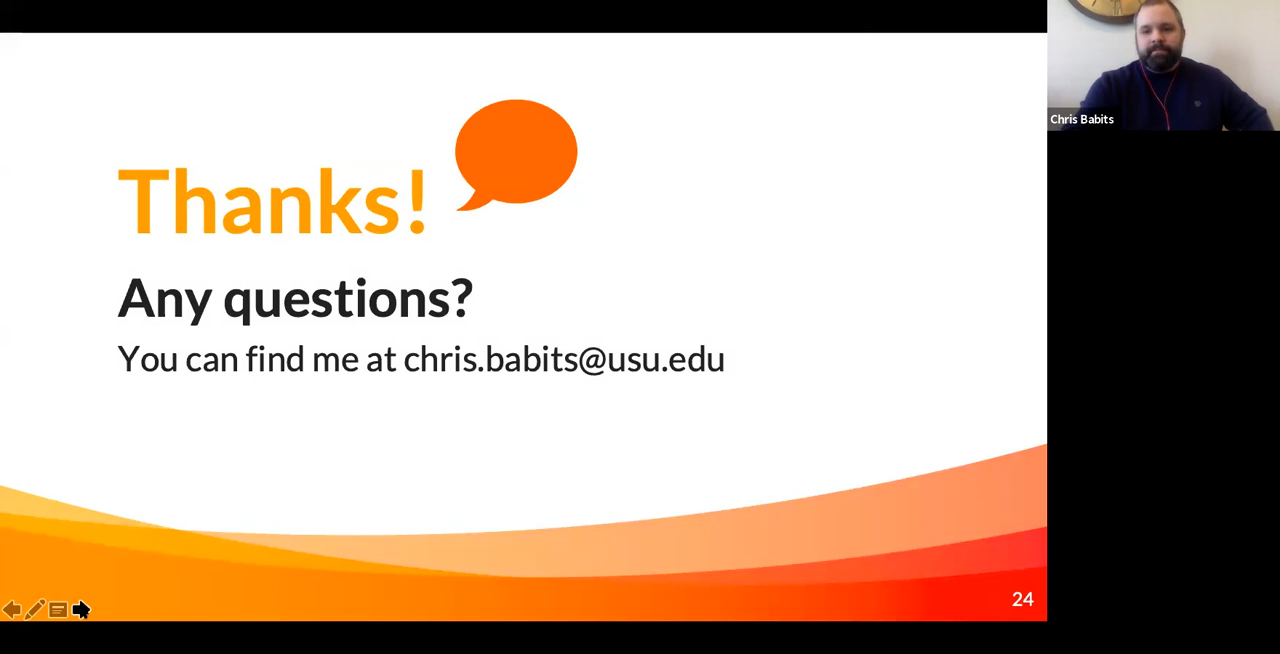 Thanks!
Any questions?
You can find me at chris.babits@usu.edu
24
Chris Babits